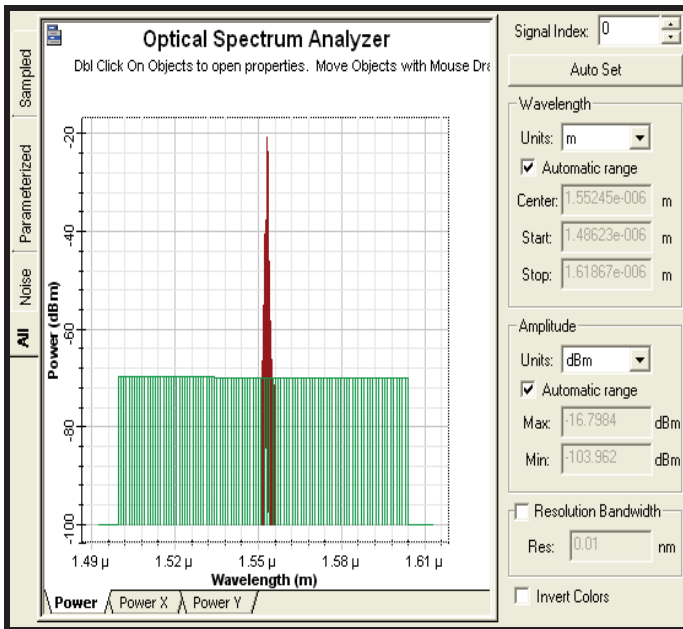 Optical Spectrum Analyzer
Dbl Click On Objects to open properties. Move Objects with Mouse Dra
Sampled
Parameterized
Noise
All
Power (dBm)
-20
-40
-60
-80
-100
1.49 µ
1.52 µ
1.55 µ
1.58 µ
1.61 µ
Wavelength (m)
Power
Power X
Power Y
Signal Index: 0
Auto Set
Wavelength
Units: m
Automatic range
Center: 1.55245e-006 m
Start: 1.48623e-006 m
Stop: 1.61867e-006 m
Amplitude
Units: dBm
Automatic range
Max: -16.7984 dBm
Min: -103.962 dBm
Resolution Bandwidth
Res: 0.01 nm
Invert Colors